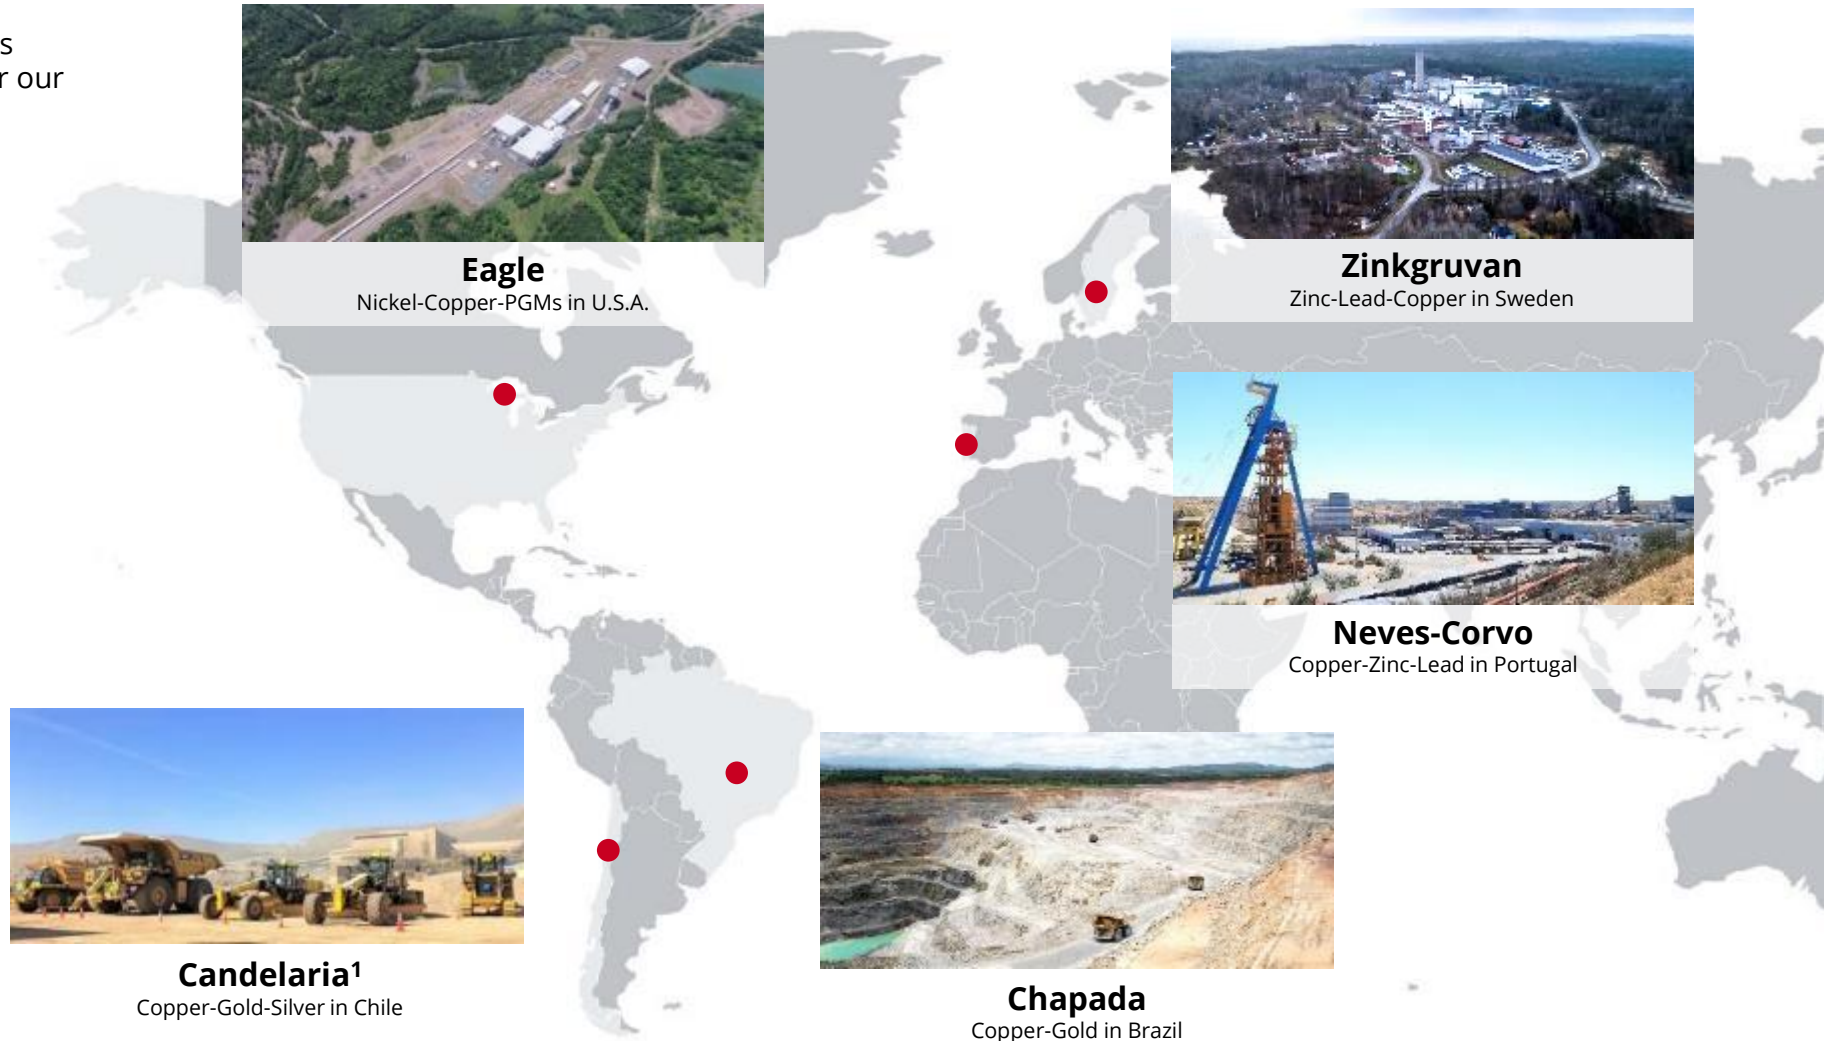 s
r our
Eagle
Nickel-Copper-PGMs in U.S.A.
Zinkgruvan
Zinc-Lead-Copper in Sweden
Neves-Corvo
Copper-Zinc-Lead in Portugal
Candelaria¹
Copper-Gold-Silver in Chile
Chapada
Copper-Gold in Brazil